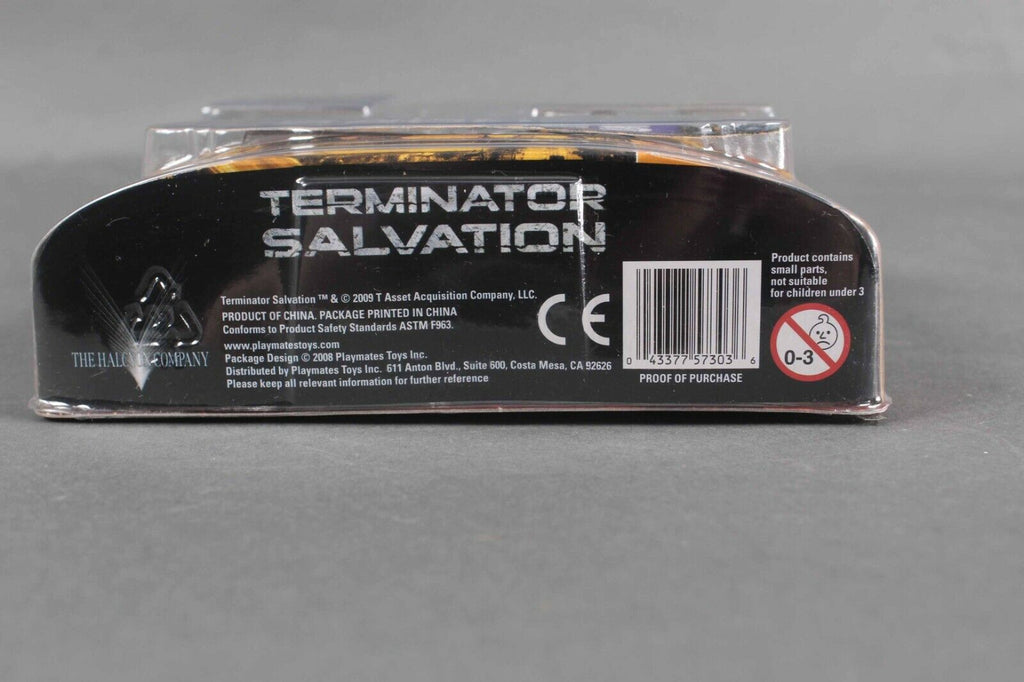 TERMINATOR
SALVATION
Terminator Salvation ™ & © 2009 T Asset Acquisition Company, LLC.
PRODUCT OF CHINA. PACKAGE PRINTED IN CHINA
Conforms to Product Safety Standards ASTM F963.
www.playmatestoys.com
Package Design © 2008 Playmates Toys Inc.
Distributed by Playmates Toys Inc. 611 Anton Blvd., Suite 600, Costa Mesa, CA 92626
Please keep all relevant information for further reference
THE HALCYON COMPANY
CE
0 43377 57303 6
PROOF OF PURCHASE
Product contains
small parts,
not suitable
for children under 3
0-3